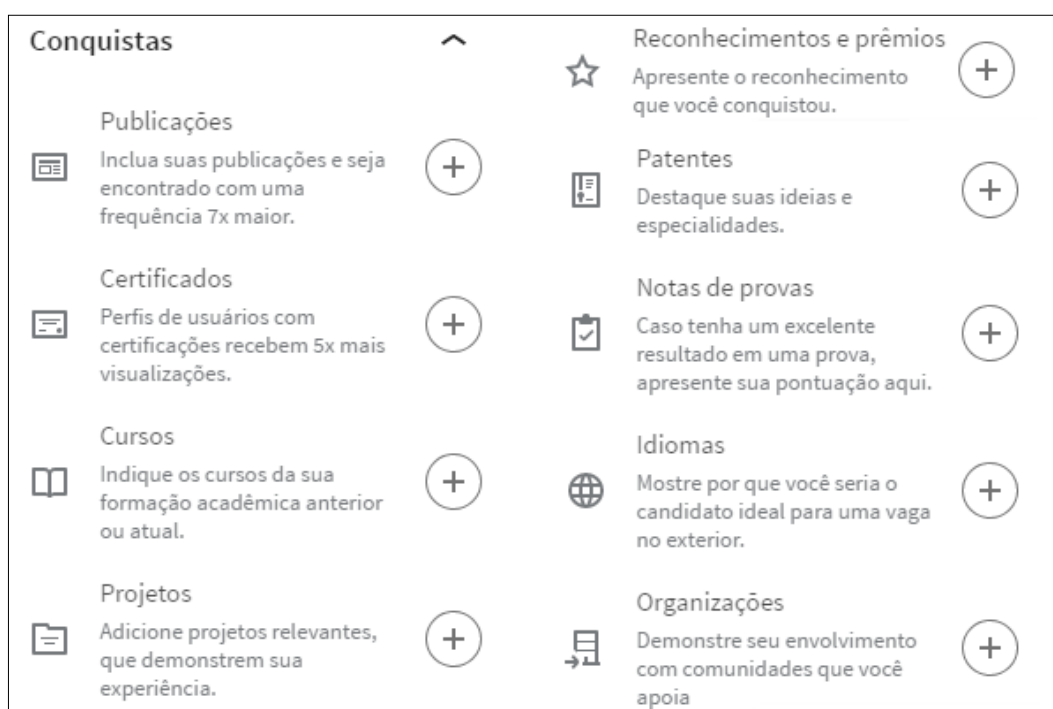 Conquistas
Publicações
Inclua suas publicações e seja
encontrado com uma
frequência 7x maior.
Certificados
Perfis de usuários com
certificações recebem 5x mais
visualizações.
Cursos
Indique os cursos da sua
formação acadêmica anterior
ou atual.
Projetos
Adicione projetos relevantes,
que demonstrem sua
experiência.
Reconhecimentos e prêmios
Apresente o reconhecimento
que você conquistou.
Patentes
Destaque suas ideias e
especialidades.
Notas de provas
Caso tenha um excelente
resultado em uma prova,
apresente sua pontuação aqui.
Idiomas
Mostre por que você seria o
candidato ideal para uma vaga
no exterior.
Organizações
Demonstre seu envolvimento
com comunidades que você
apoia